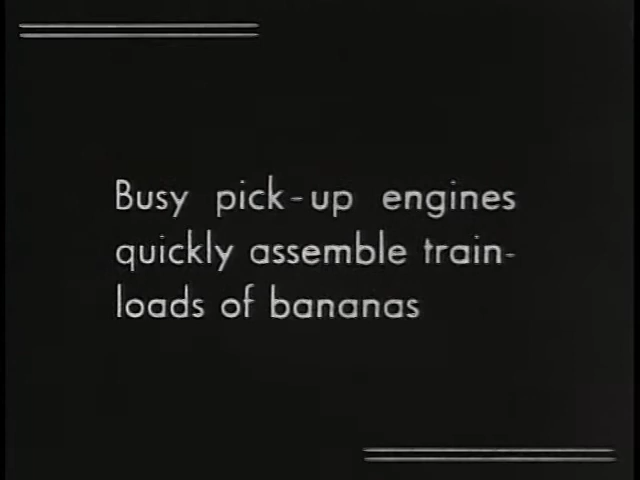 Busy pick-up engines
quickly assemble train-
loads of bananas